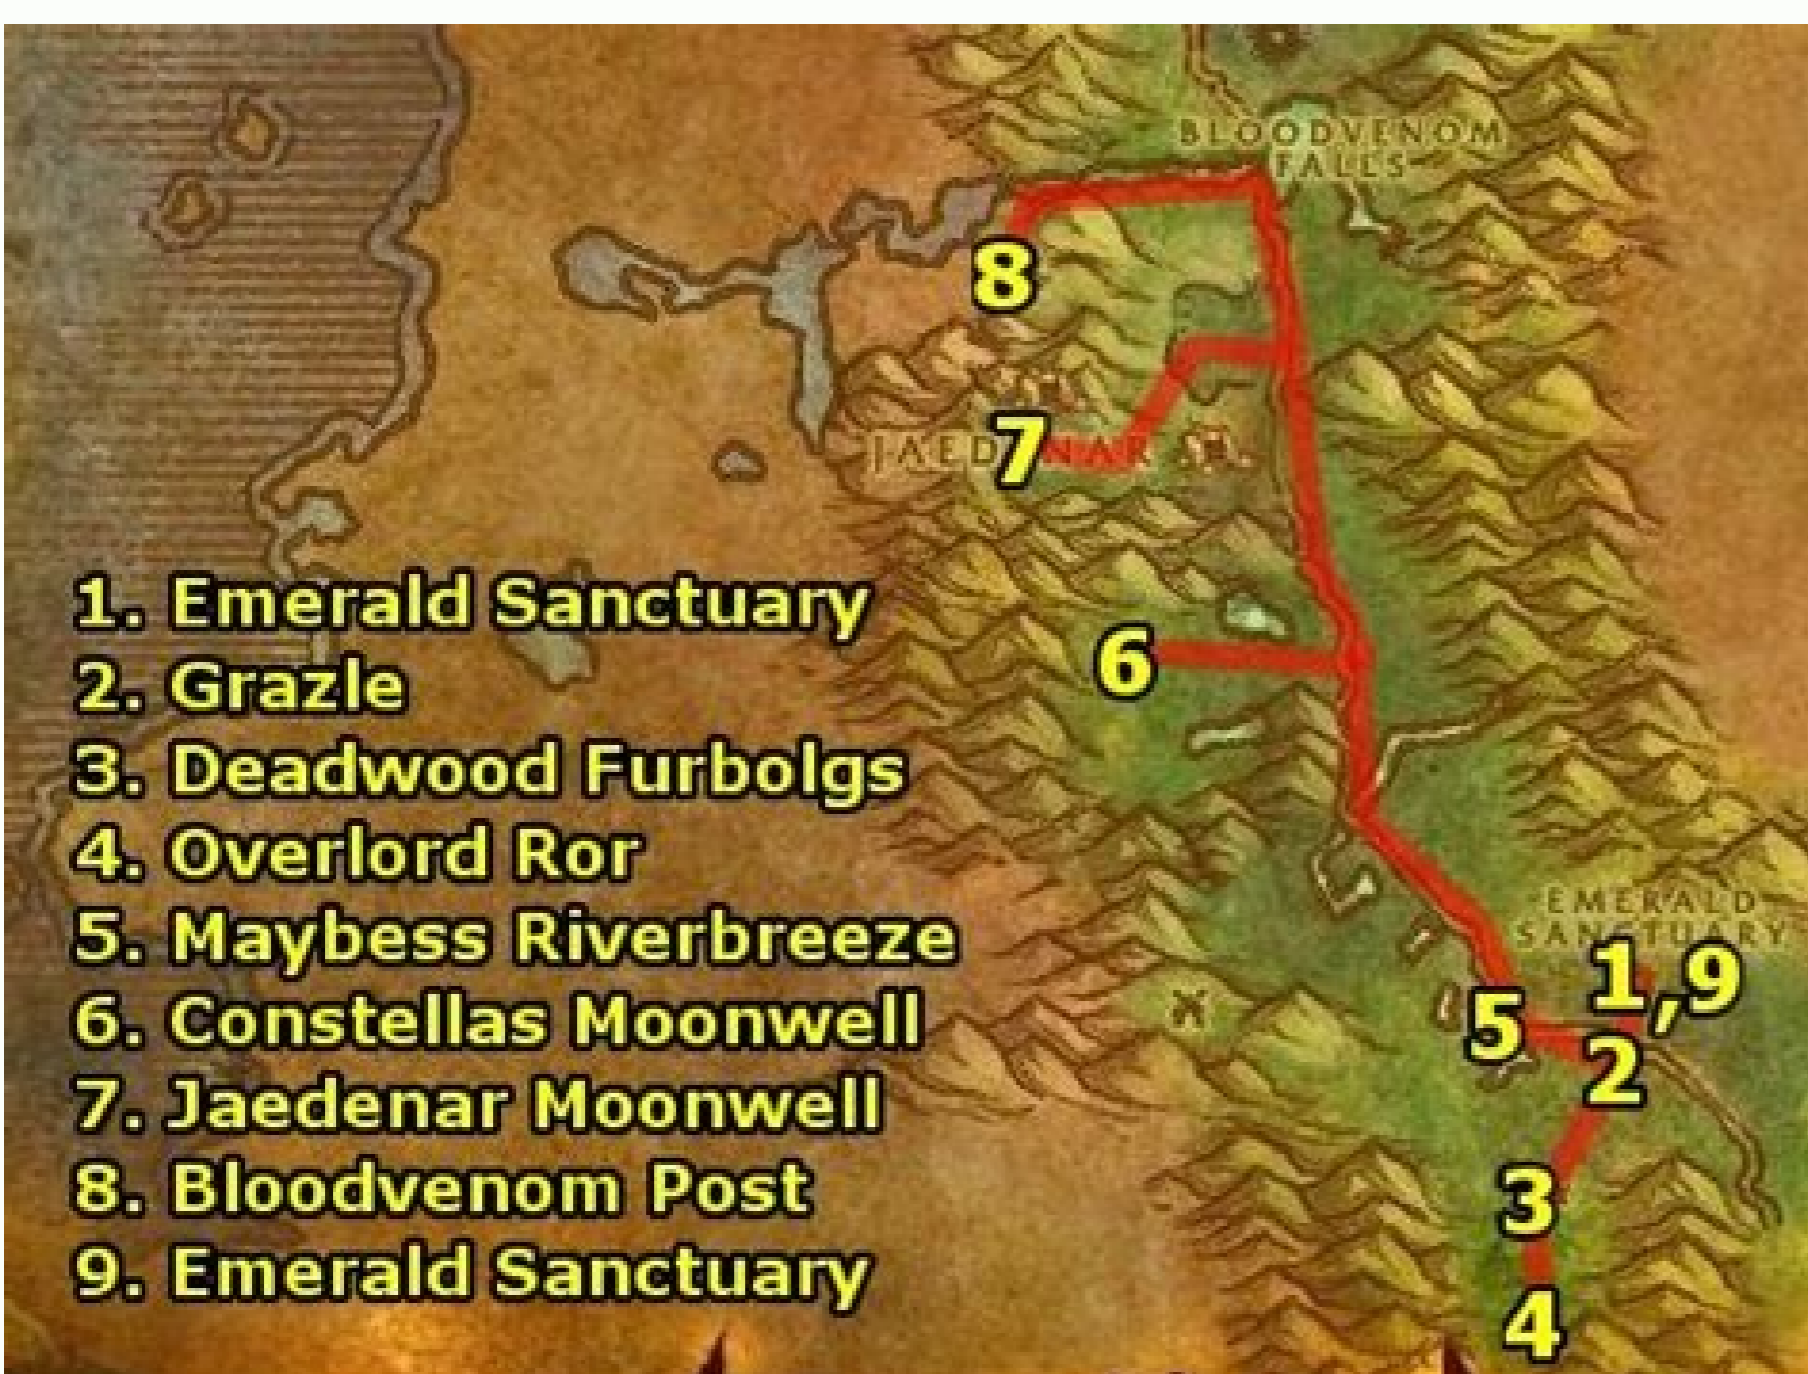 BLOODVENOM
FALLS
8
7
JAEDENAR
1. Emerald Sanctuary
2. Grazle
6
3. Deadwood Furbolgs
4. Overlord Ror
EMERALD
SANCTUARY
5. Maybess Riverbreeze
1,9
5
6. Constellas Moonwell
2
7. Jaedenar Moonwell
8. Bloodvenom Post
3
9. Emerald Sanctuary
4